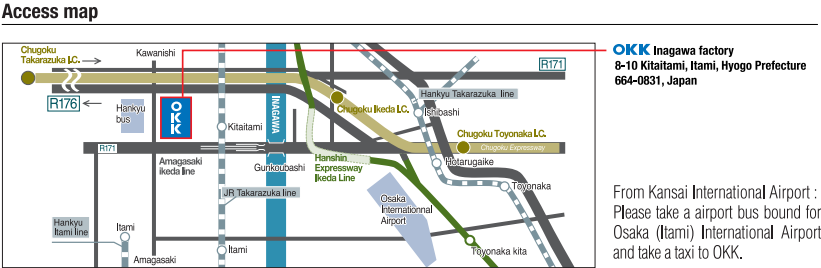 Access map
Chugoku
Takarazuka I.C.
Kawanishi
R171
R176
Hankyu
bus
OKK
Kitaitami
INAGAWA
Chugoku Ikeda I.C.
Hankyu Takarazuka line
Ishibashi
Chugoku Toyonaka I.C.
Chugoku Expressway
R171
Amagasaki
ikeda line
Gunkoubashi
Hanshin
Expressway
Ikeda Line
Hotarugaike
Toyonaka
JR Takarazuka line
Osaka
Internationnal
Airport
Hankyu
Itami line
Itami
Itami
Amagasaki
Toyonaka kita
OKK Inagawa factory
8-10 Kitaitami, Itami, Hyogo Prefecture
664-0831, Japan
From Kansai International Airport :
Please take a airport bus bound for
Osaka (Itami) International Airport
and take a taxi to OKK.